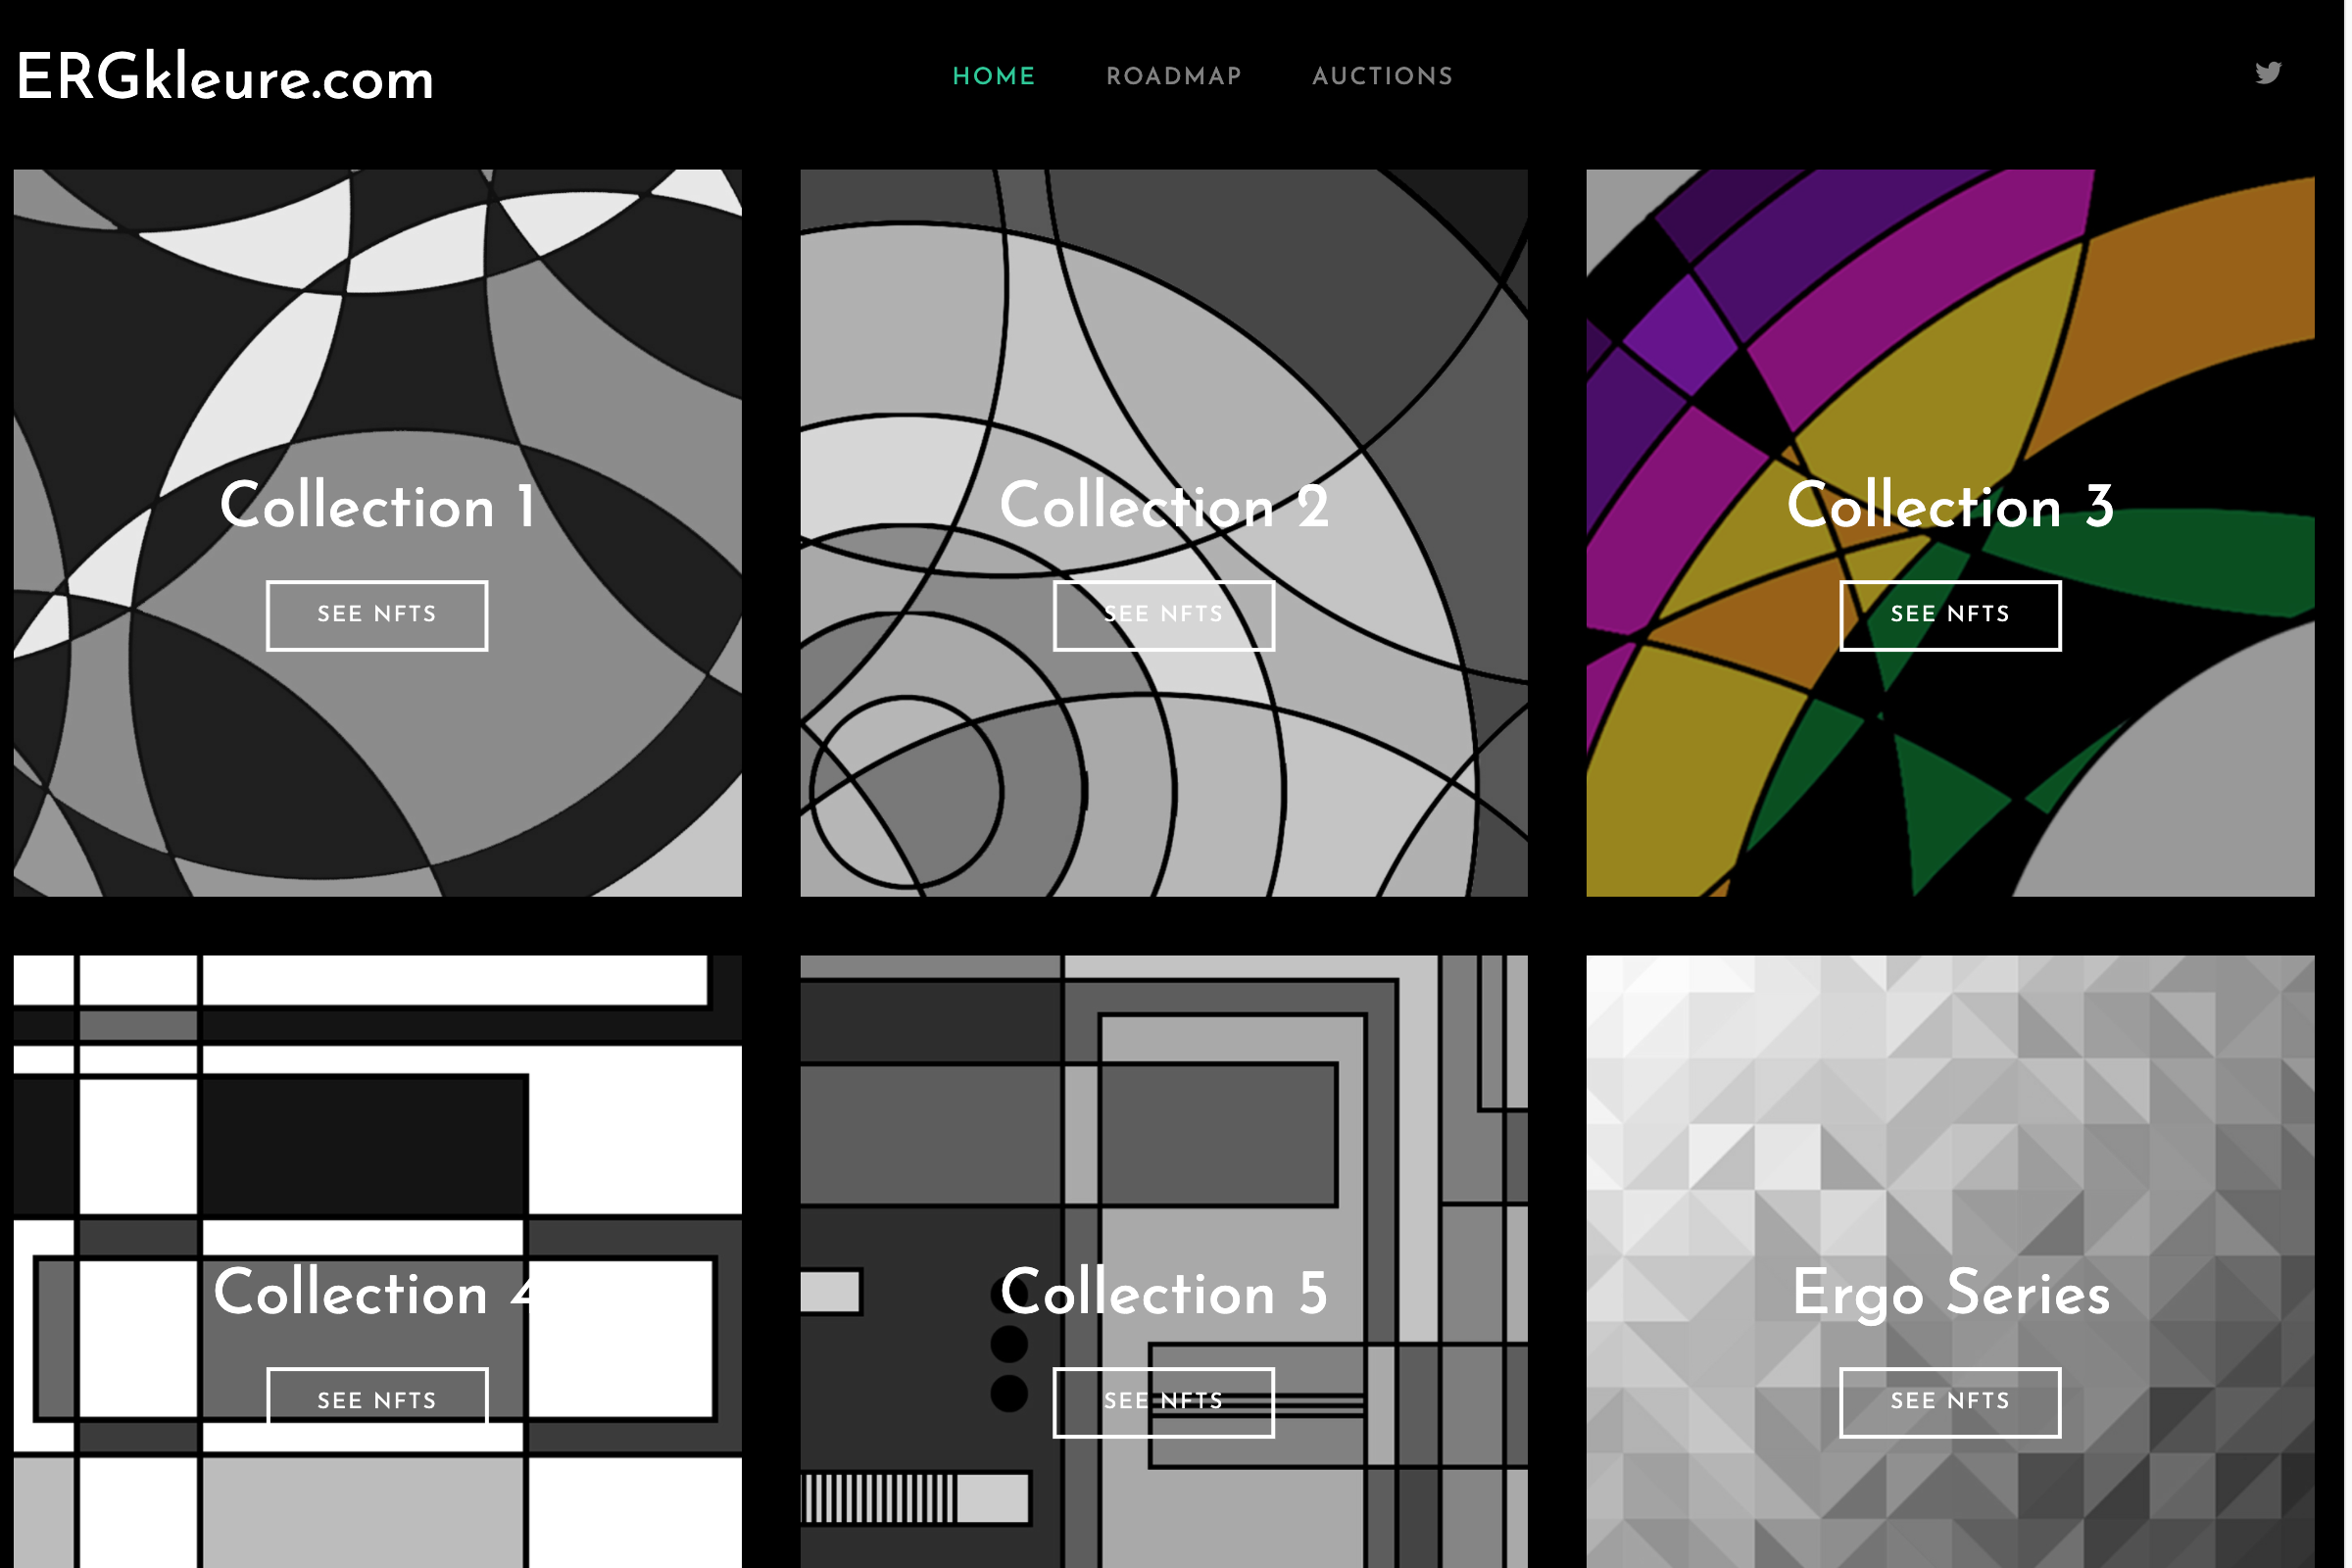 ERGkleure.com
HOME ROADMAP AUCTIONS
Collection 1
SEE NFTS
Collection 2
SEE NFTS
Collection 3
SEE NFTS
Collection 4
SEE NFTS
Collection 5
SEE NFTS
Ergo Series
SEE NFTS